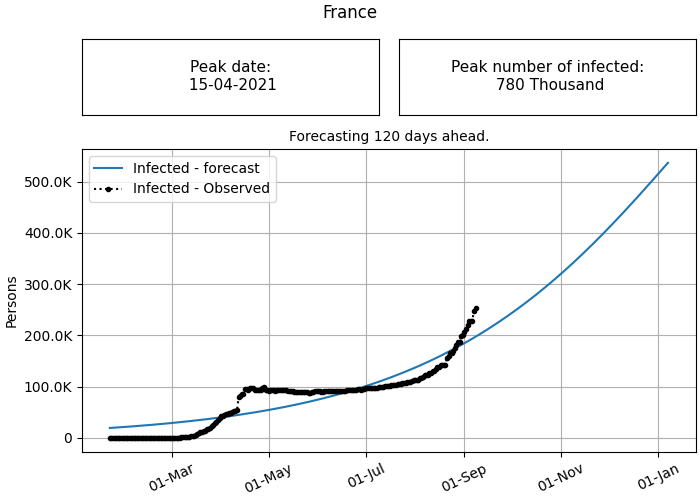 France
Peak date:
15-04-2021
Peak number of infected:
780 Thousand
Forecasting 120 days ahead.
Infected - forecast
Infected - Observed
Persons
500.0K
400.0K
300.0K
200.0K
100.0K
0
01-Mar
01-May
01-Jul
01-Sep
01-Nov
01-Jan